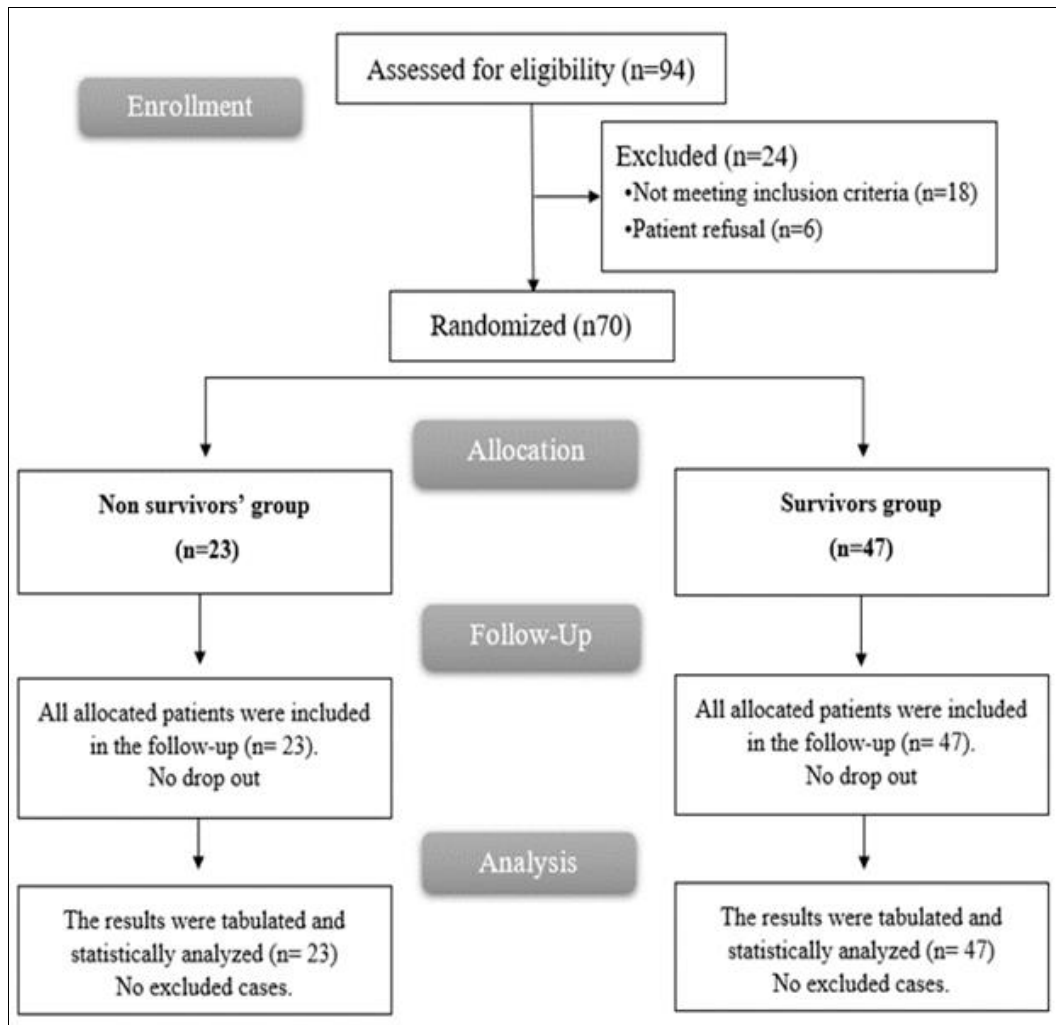 Assessed for eligibility (n=94)
Enrollment
Excluded (n=24)
•Not meeting inclusion criteria (n=18)
•Patient refusal (n=6)
Randomized (n70)
Allocation
Non survivors’ group
(n=23)
Survivors group
(n=47)
Follow-Up
All allocated patients were included
in the follow-up (n= 23).
No drop out
All allocated patients were included
in the follow-up (n= 47).
No drop out
Analysis
The results were tabulated and
statistically analyzed (n= 23)
No excluded cases.
The results were tabulated and
statistically analyzed (n= 47)
No excluded cases.